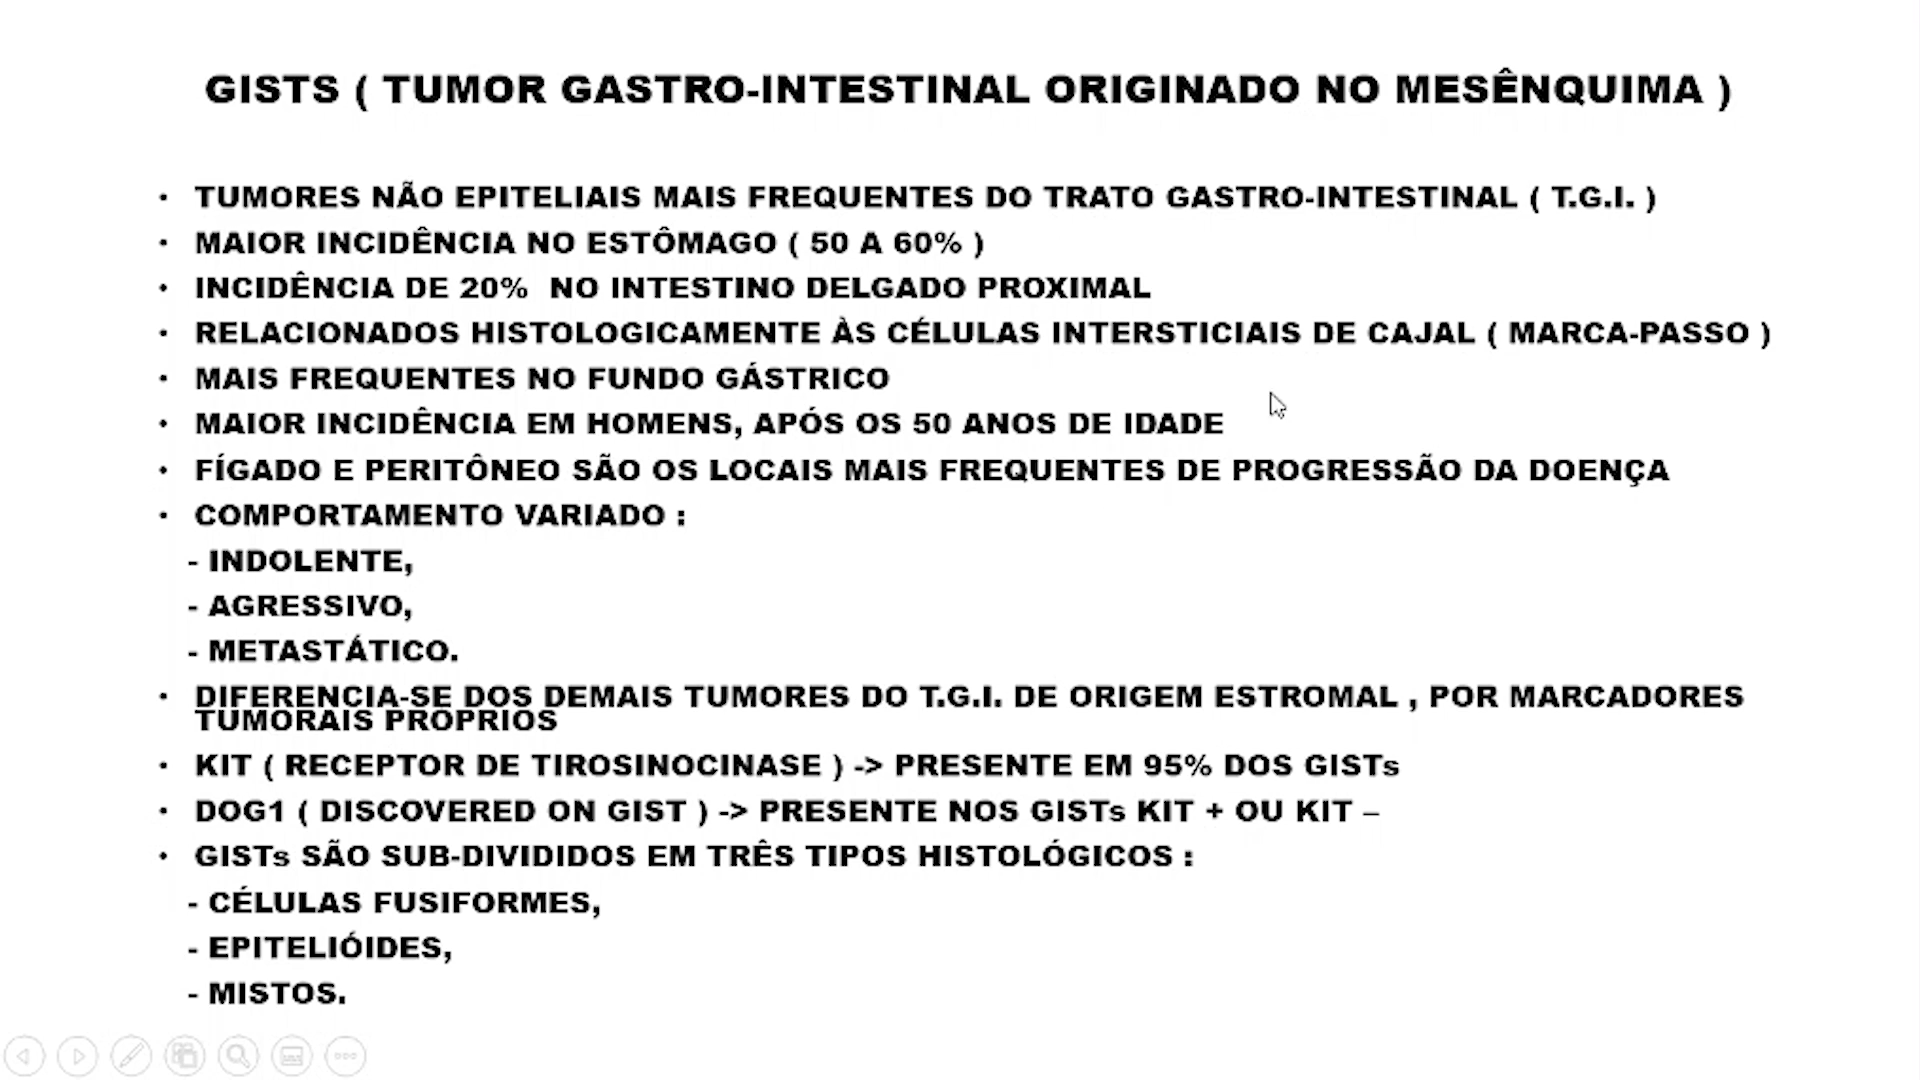 GISTS ( TUMOR GASTRO-INTESTINAL ORIGINADO NO MESÊNQUIMA )
• TUMORES NÃO EPITELIAIS MAIS FREQUENTES DO TRATO GASTRO-INTESTINAL ( T.G.I. )
• MAIOR INCIDÊNCIA NO ESTÔMAGO ( 50 A 60% )
• INCIDÊNCIA DE 20% NO INTESTINO DELGADO PROXIMAL
• RELACIONADOS HISTOLOGICAMENTE ÀS CÉLULAS INTERSTICIAIS DE CAJAL ( MARCA-PASSO )
• MAIS FREQUENTES NO FUNDO GÁSTRICO
• MAIOR INCIDÊNCIA EM HOMENS, APÓS OS 50 ANOS DE IDADE
• FÍGADO E PERITÔNEO SÃO OS LOCAIS MAIS FREQUENTES DE PROGRESSÃO DA DOENÇA
• COMPORTAMENTO VARIADO :
- INDOLENTE,
- AGRESSIVO,
- METASTÁTICO.
• DIFERENCIA-SE DOS DEMAIS TUMORES DO T.G.I. DE ORIGEM ESTROMAL , POR MARCADORES
TUMORAIS PRÓPRIOS
• KIT ( RECEPTOR DE TIROSINOCINASE ) -> PRESENTE EM 95% DOS GISTs
• DOG1 ( DISCOVERED ON GIST ) -> PRESENTE NOS GISTs KIT + OU KIT –
• GISTs SÃO SUB-DIVIDIDOS EM TRÊS TIPOS HISTOLÓGICOS :
- CÉLULAS FUSIFORMES,
- EPITELIÓIDES,
- MISTOS.